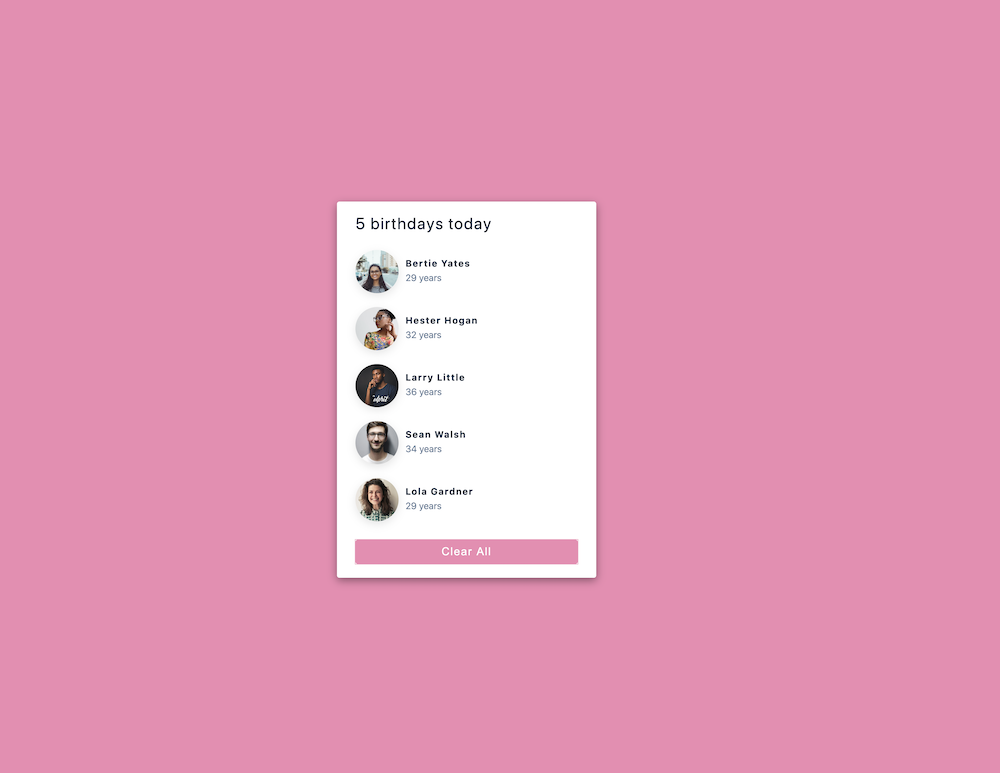 5 birthdays today
Bertie Yates
29 years
Hester Hogan
32 years
Larry Little
36 years
april
Sean Walsh
34 years
Lola Gardner
29 years
Clear All